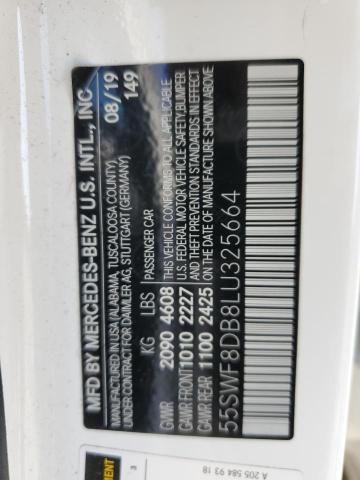 MFD BY MERCEDES-BENZ U.S. INTL., INC
MANUFACTURED IN USA (ALABAMA, TUSCALOOSA COUNTY) 08/19
UNDER CONTRACT FOR DAIMLER AG, STUTTGART (GERMANY) 149
KG LBS PASSENGER CAR
GVWR 2090 4608 THIS VEHICLE CONFORMS TO ALL APPLICABLE
GAWR FRONT 1010 2227 U.S. FEDERAL MOTOR VEHICLE SAFETY, BUMPER
GAWR REAR 1100 2425 AND THEFT PREVENTION STANDARDS IN EFFECT
ON THE DATE OF MANUFACTURE SHOWN ABOVE.
55SWF8DB8LU325664
3
A 205 584 93 18